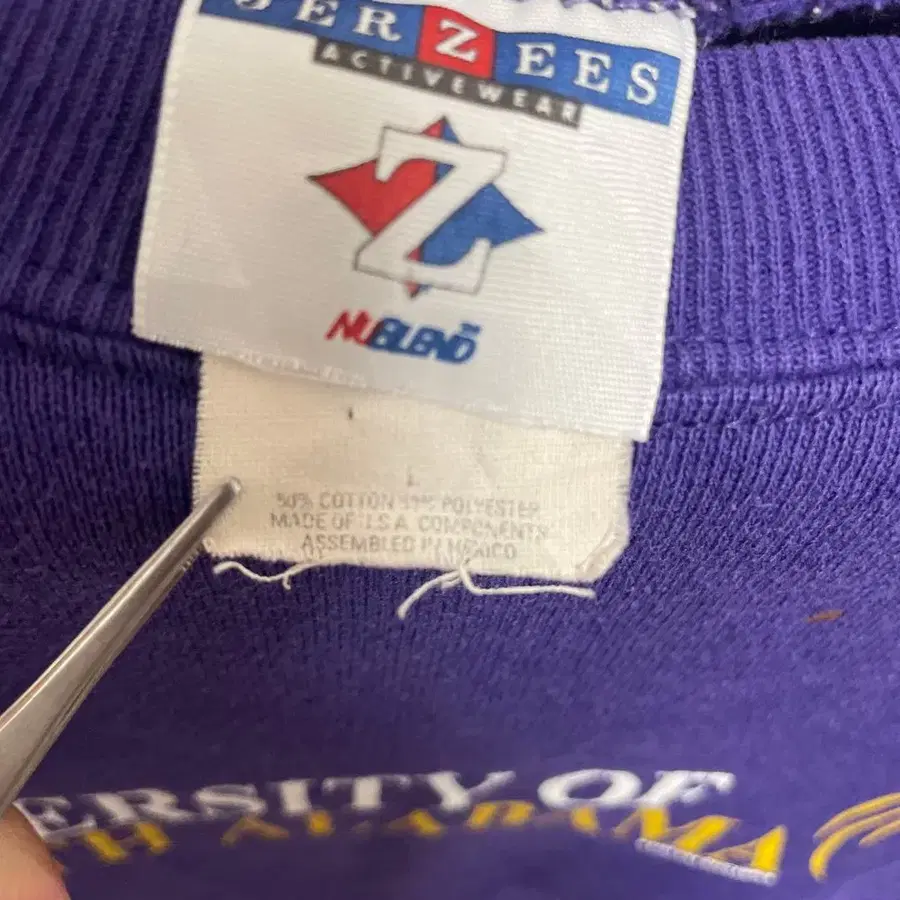 JERZEES
ACTIVEWEAR
Z
NUBLEND
L
50% COTTON 50% POLYESTER
MADE OF U.S.A. COMPONENTS
ASSEMBLED IN MEXICO
ERSITY OF
H ALABAMA